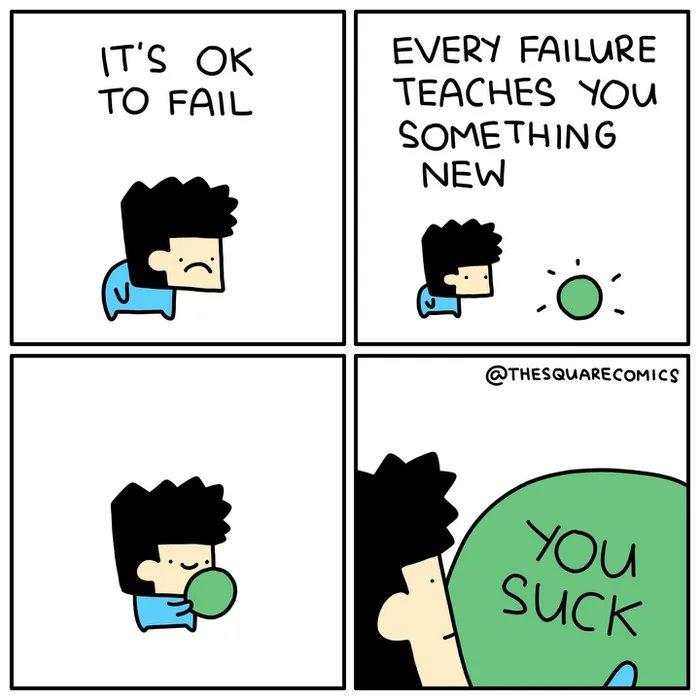 IT'S OK
TO FAIL
EVERY FAILURE
TEACHES YOU
SOMETHING
NEW
@THESQUARECOMICS
YOU
SUCK